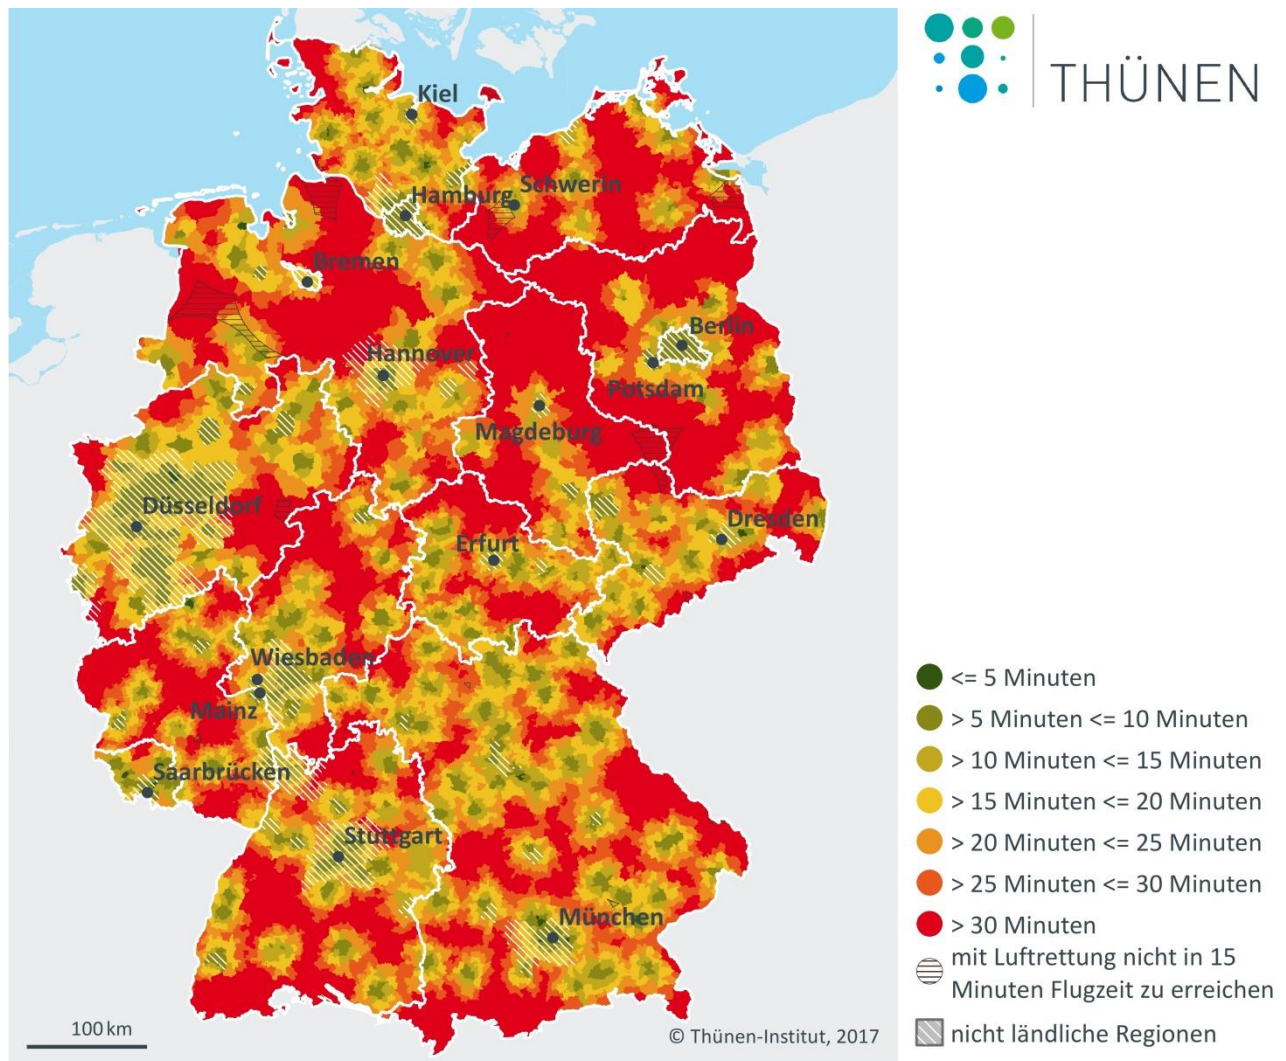 THÜNEN
Kiel
Hamburg
Schwerin
Bremen
Berlin
Hannover
Potsdam
Magdeburg
Düsseldorf
Dresden
Erfurt
Wiesbaden
Mainz
Saarbrücken
Stuttgart
München
<= 5 Minuten
> 5 Minuten <= 10 Minuten
> 10 Minuten <= 15 Minuten
> 15 Minuten <= 20 Minuten
> 20 Minuten <= 25 Minuten
> 25 Minuten <= 30 Minuten
> 30 Minuten
mit Luftrettung nicht in 15
Minuten Flugzeit zu erreichen
nicht ländliche Regionen
100 km
© Thünen-Institut, 2017